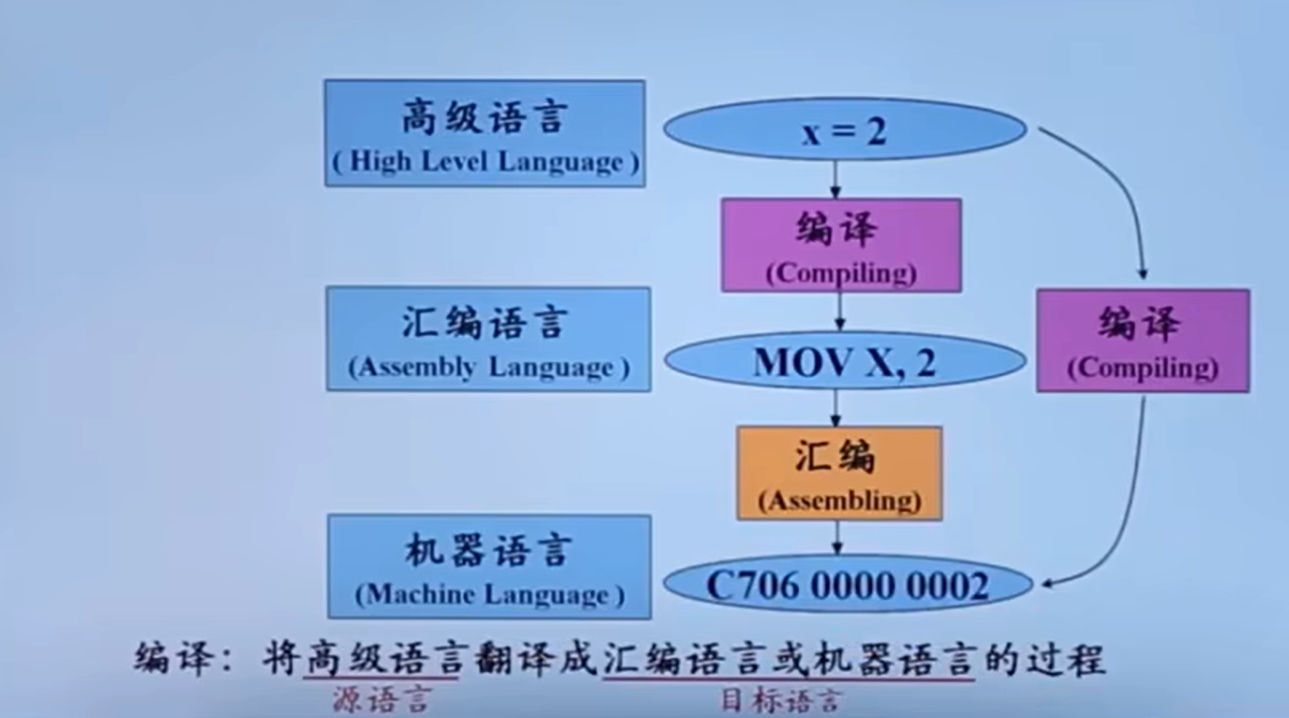 高级语言
( High Level Language )
x = 2
编译
(Compiling)
汇编语言
(Assembly Language )
MOV X, 2
编译
(Compiling)
汇编
(Assembling)
机器语言
(Machine Language )
C706 0000 0002
编译：将高级语言翻译成汇编语言或机器语言的过程
源语言
目标语言